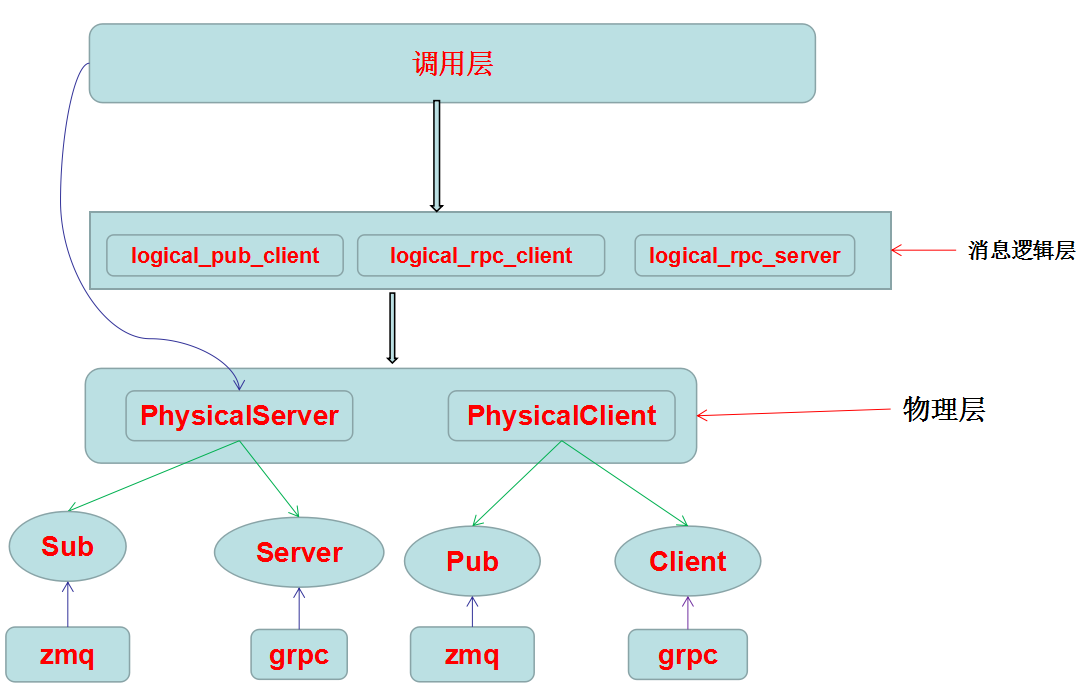 调用层
logical_pub_client
logical_rpc_client
logical_rpc_server
消息逻辑层
PhysicalServer
PhysicalClient
物理层
Sub
Server
Pub
Client
zmq
grpc
zmq
grpc